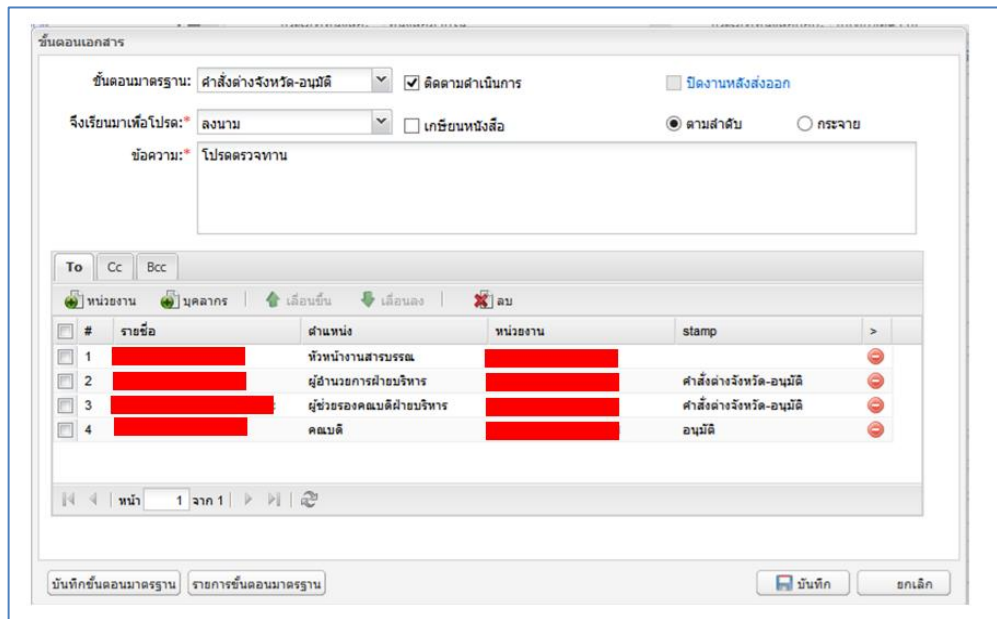 ขั้นตอนเอกสาร
ขั้นตอนมาตรฐาน: คำสั่งต่างจังหวัด-อนุมัติ ติดตามดำเนินการ ปิดงานหลังส่งออก
จึงเรียนมาเพื่อโปรด:* ลงนาม เกษียนหนังสือ ตามลำดับ กระจาย
ข้อความ:* โปรดตรวจทาน
To Cc Bcc
หน่วยงาน บุคลากร เลื่อนขึ้น เลื่อนลง ลบ
# รายชื่อ ตำแหน่ง หน่วยงาน stamp >
1 หัวหน้างานสารบรรณ
2 ผู้อำนวยการฝ่ายบริหาร คำสั่งต่างจังหวัด-อนุมัติ
3 ผู้ช่วยรองคณบดีฝ่ายบริหาร คำสั่งต่างจังหวัด-อนุมัติ
4 คณบดี อนุมัติ
หน้า 1 จาก 1
บันทึกขั้นตอนมาตรฐาน รายการขั้นตอนมาตรฐาน บันทึก ยกเลิก